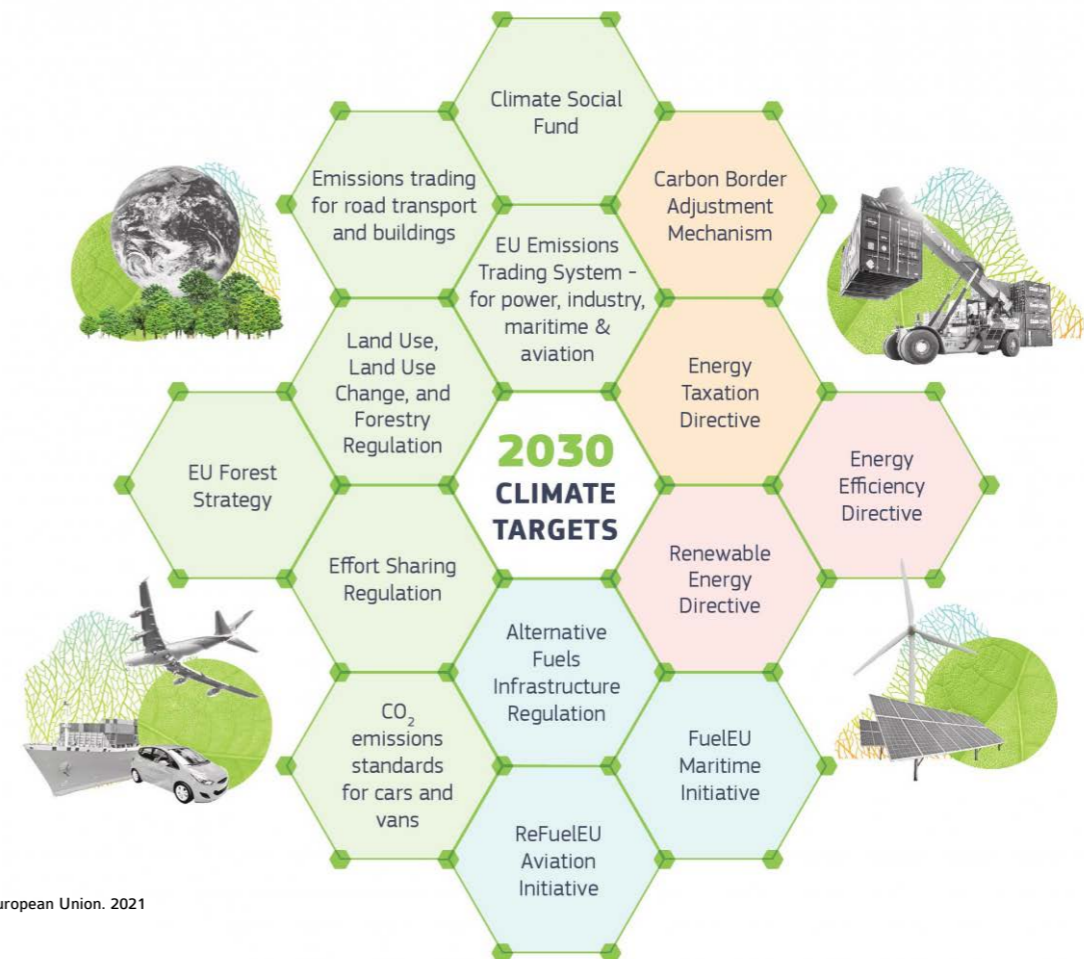 Climate Social
Fund
Emissions trading
for road transport
and buildings
Carbon Border
Adjustment
Mechanism
EU Emissions
Trading System -
for power, industry,
maritime &
aviation
Land Use,
Land Use
Change, and
Forestry
Regulation
Energy
Taxation
Directive
EU Forest
Strategy
2030
CLIMATE
TARGETS
Energy
Efficiency
Directive
Effort Sharing
Regulation
Renewable
Energy
Directive
Alternative
Fuels
Infrastructure
Regulation
CO₂
emissions
standards
for cars and
vans
FuelEU
Maritime
Initiative
ReFuelEU
Aviation
Initiative
uropean Union. 2021